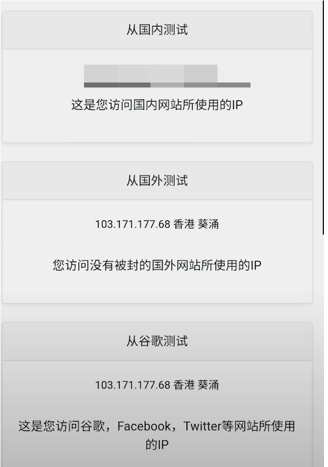 从国内测试
这是您访问国内网站所使用的IP
从国外测试
103.171.177.68 香港 葵涌
您访问没有被封的国外网站所使用的IP
从谷歌测试
103.171.177.68 香港 葵涌
这是您访问谷歌，Facebook，Twitter等网站所使用
的IP